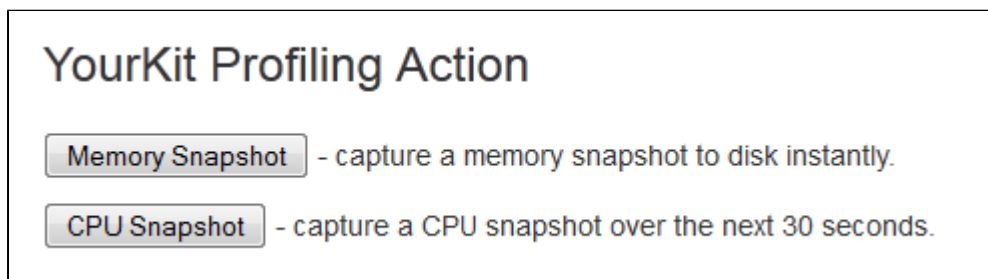 YourKit Profiling Action
Memory Snapshot - capture a memory snapshot to disk instantly.
CPU Snapshot - capture a CPU snapshot over the next 30 seconds.